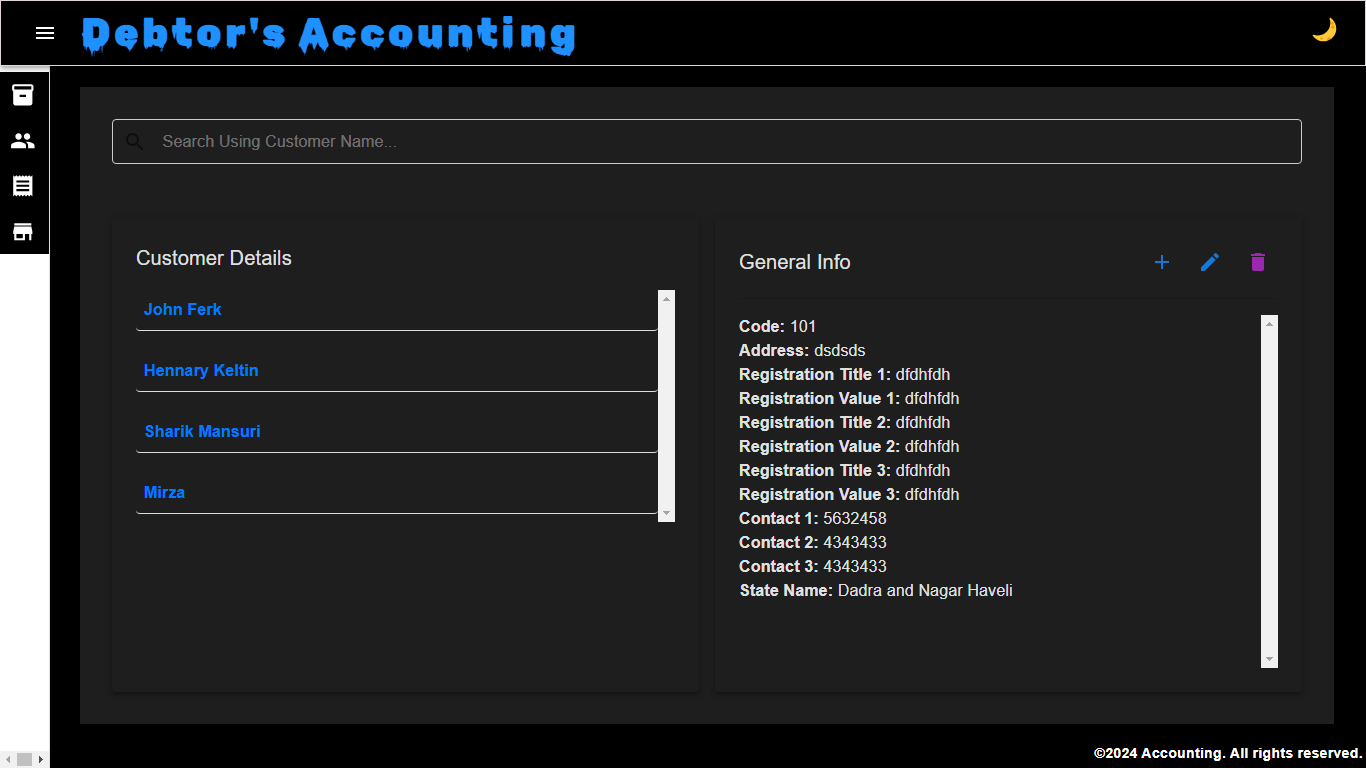 Debtor's Accounting
Search Using Customer Name...
Customer Details
John Ferk
Hennary Keltin
Sharik Mansuri
Mirza
General Info
Code: 101
Address: dsdsds
Registration Title 1: dfdhfdh
Registration Value 1: dfdhfdh
Registration Title 2: dfdhfdh
Registration Value 2: dfdhfdh
Registration Title 3: dfdhfdh
Registration Value 3: dfdhfdh
Contact 1: 5632458
Contact 2: 4343433
Contact 3: 4343433
State Name: Dadra and Nagar Haveli
©2024 Accounting. All rights reserved.